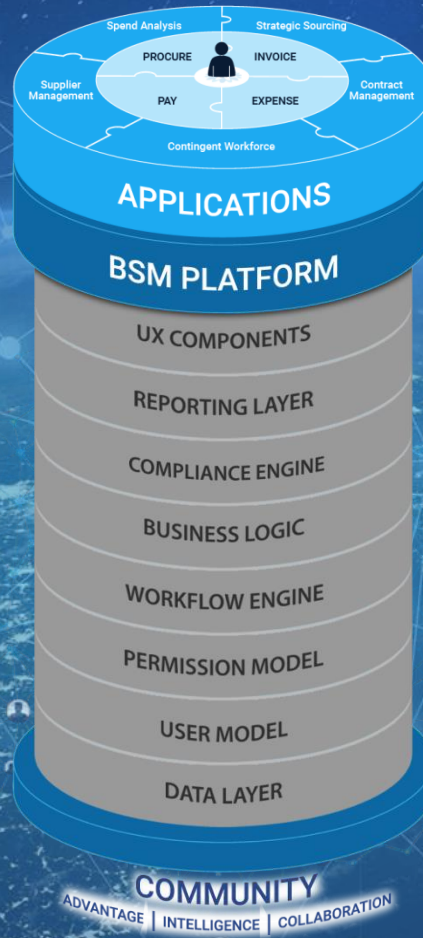 Spend Analysis
Strategic Sourcing
PROCURE
INVOICE
Supplier
Management
Contract
Management
PAY
EXPENSE
Contingent Workforce
APPLICATIONS
BSM PLATFORM
UX COMPONENTS
REPORTING LAYER
COMPLIANCE ENGINE
BUSINESS LOGIC
WORKFLOW ENGINE
PERMISSION MODEL
USER MODEL
DATA LAYER
COMMUNITY
ADVANTAGE | INTELLIGENCE | COLLABORATION